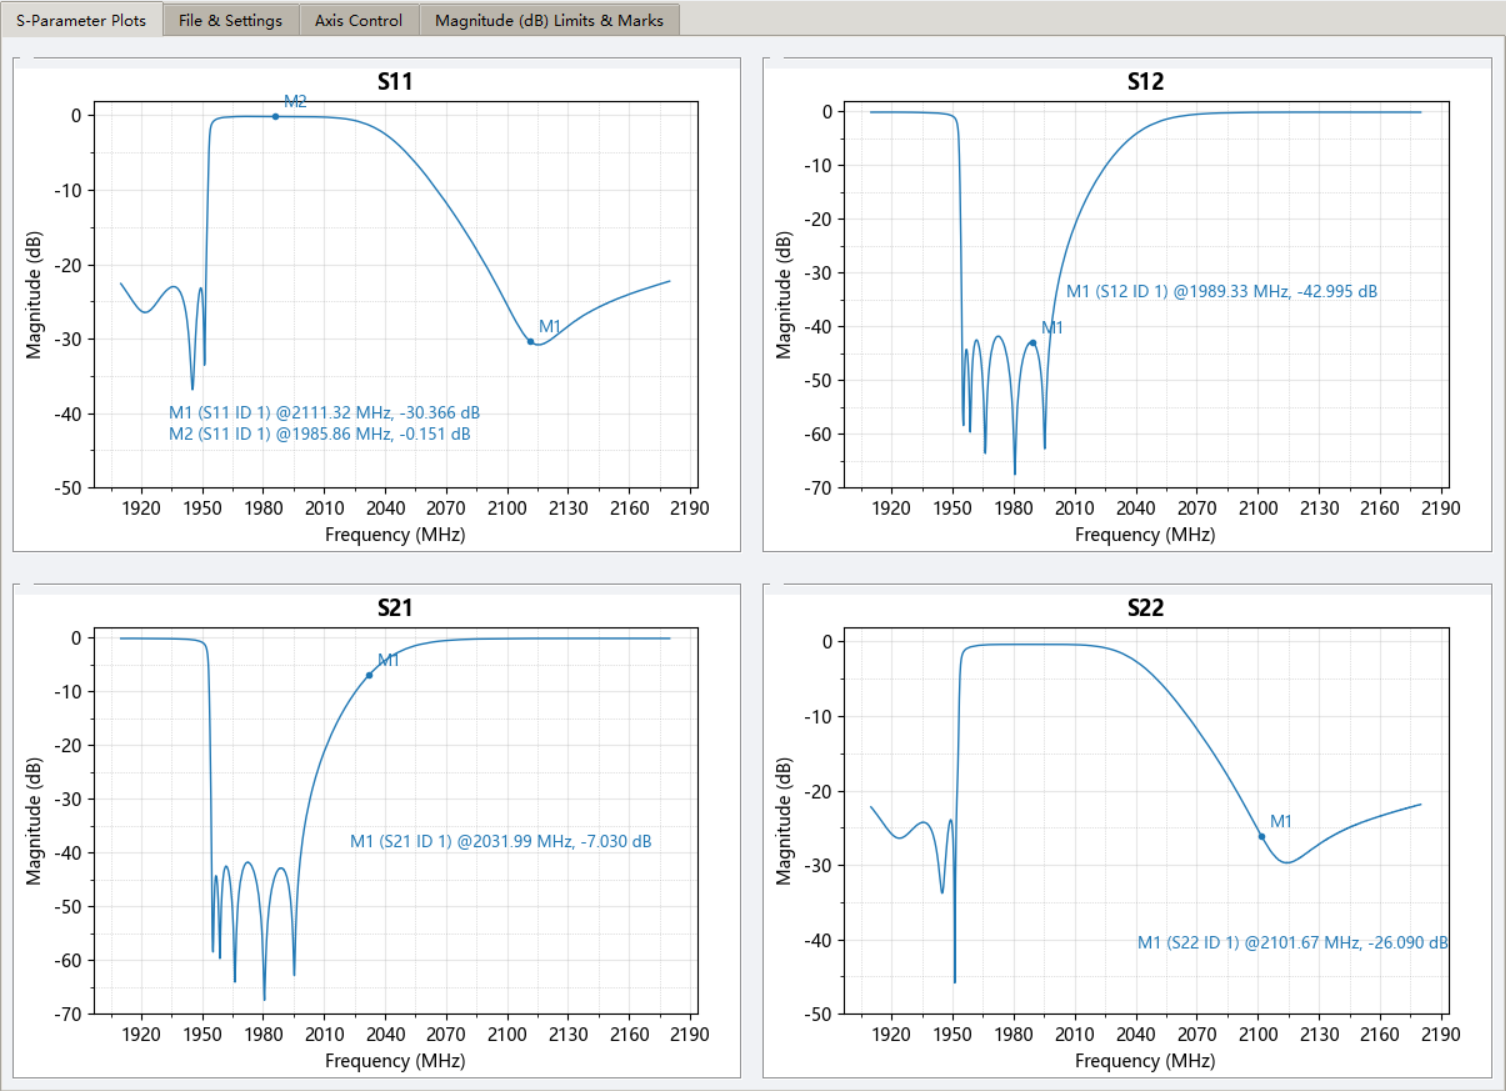 S-Parameter Plots
File & Settings
Axis Control
Magnitude (dB) Limits & Marks
S11
M2
0
-10
-20
-30
-40
-50
Magnitude (dB)
M1
M1 (S11 ID 1) @2111.32 MHz, -30.366 dB
M2 (S11 ID 1) @1985.86 MHz, -0.151 dB
1920 1950 1980 2010 2040 2070 2100 2130 2160 2190
Frequency (MHz)
S12
0
-10
-20
-30
-40
-50
-60
-70
Magnitude (dB)
M1 (S12 ID 1) @1989.33 MHz, -42.995 dB
M1
1920 1950 1980 2010 2040 2070 2100 2130 2160 2190
Frequency (MHz)
S21
0
-10
-20
-30
-40
-50
-60
-70
Magnitude (dB)
M1
M1 (S21 ID 1) @2031.99 MHz, -7.030 dB
1920 1950 1980 2010 2040 2070 2100 2130 2160 2190
Frequency (MHz)
S22
0
-10
-20
-30
-40
-50
Magnitude (dB)
M1
M1 (S22 ID 1) @2101.67 MHz, -26.090 dB
1920 1950 1980 2010 2040 2070 2100 2130 2160 2190
Frequency (MHz)